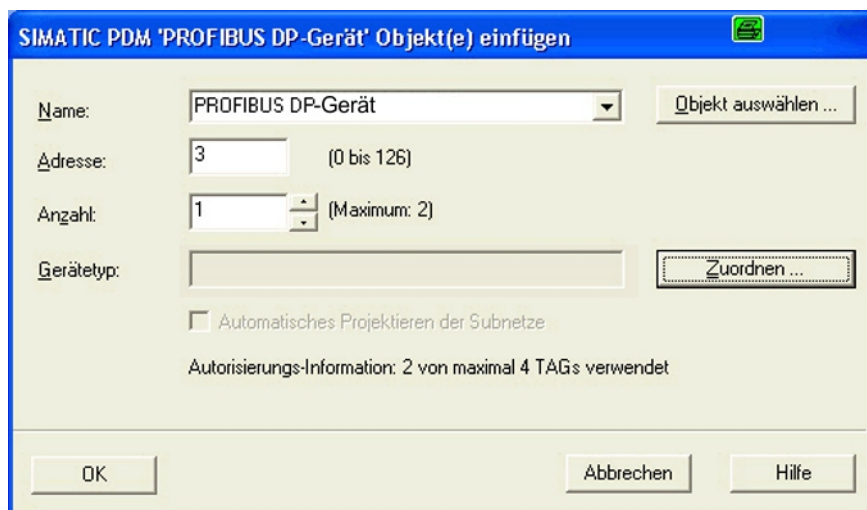 SIMATIC PDM 'PROFIBUS DP-Gerät' Objekt(e) einfügen
Name: PROFIBUS DP-Gerät Objekt auswählen ...
Adresse: 3 (0 bis 126)
Anzahl: 1 (Maximum: 2)
Gerätetyp: Zuordnen ...
Automatisches Projektieren der Subnetze
Autorisierungs-Information: 2 von maximal 4 TAGs verwendet
OK Abbrechen Hilfe